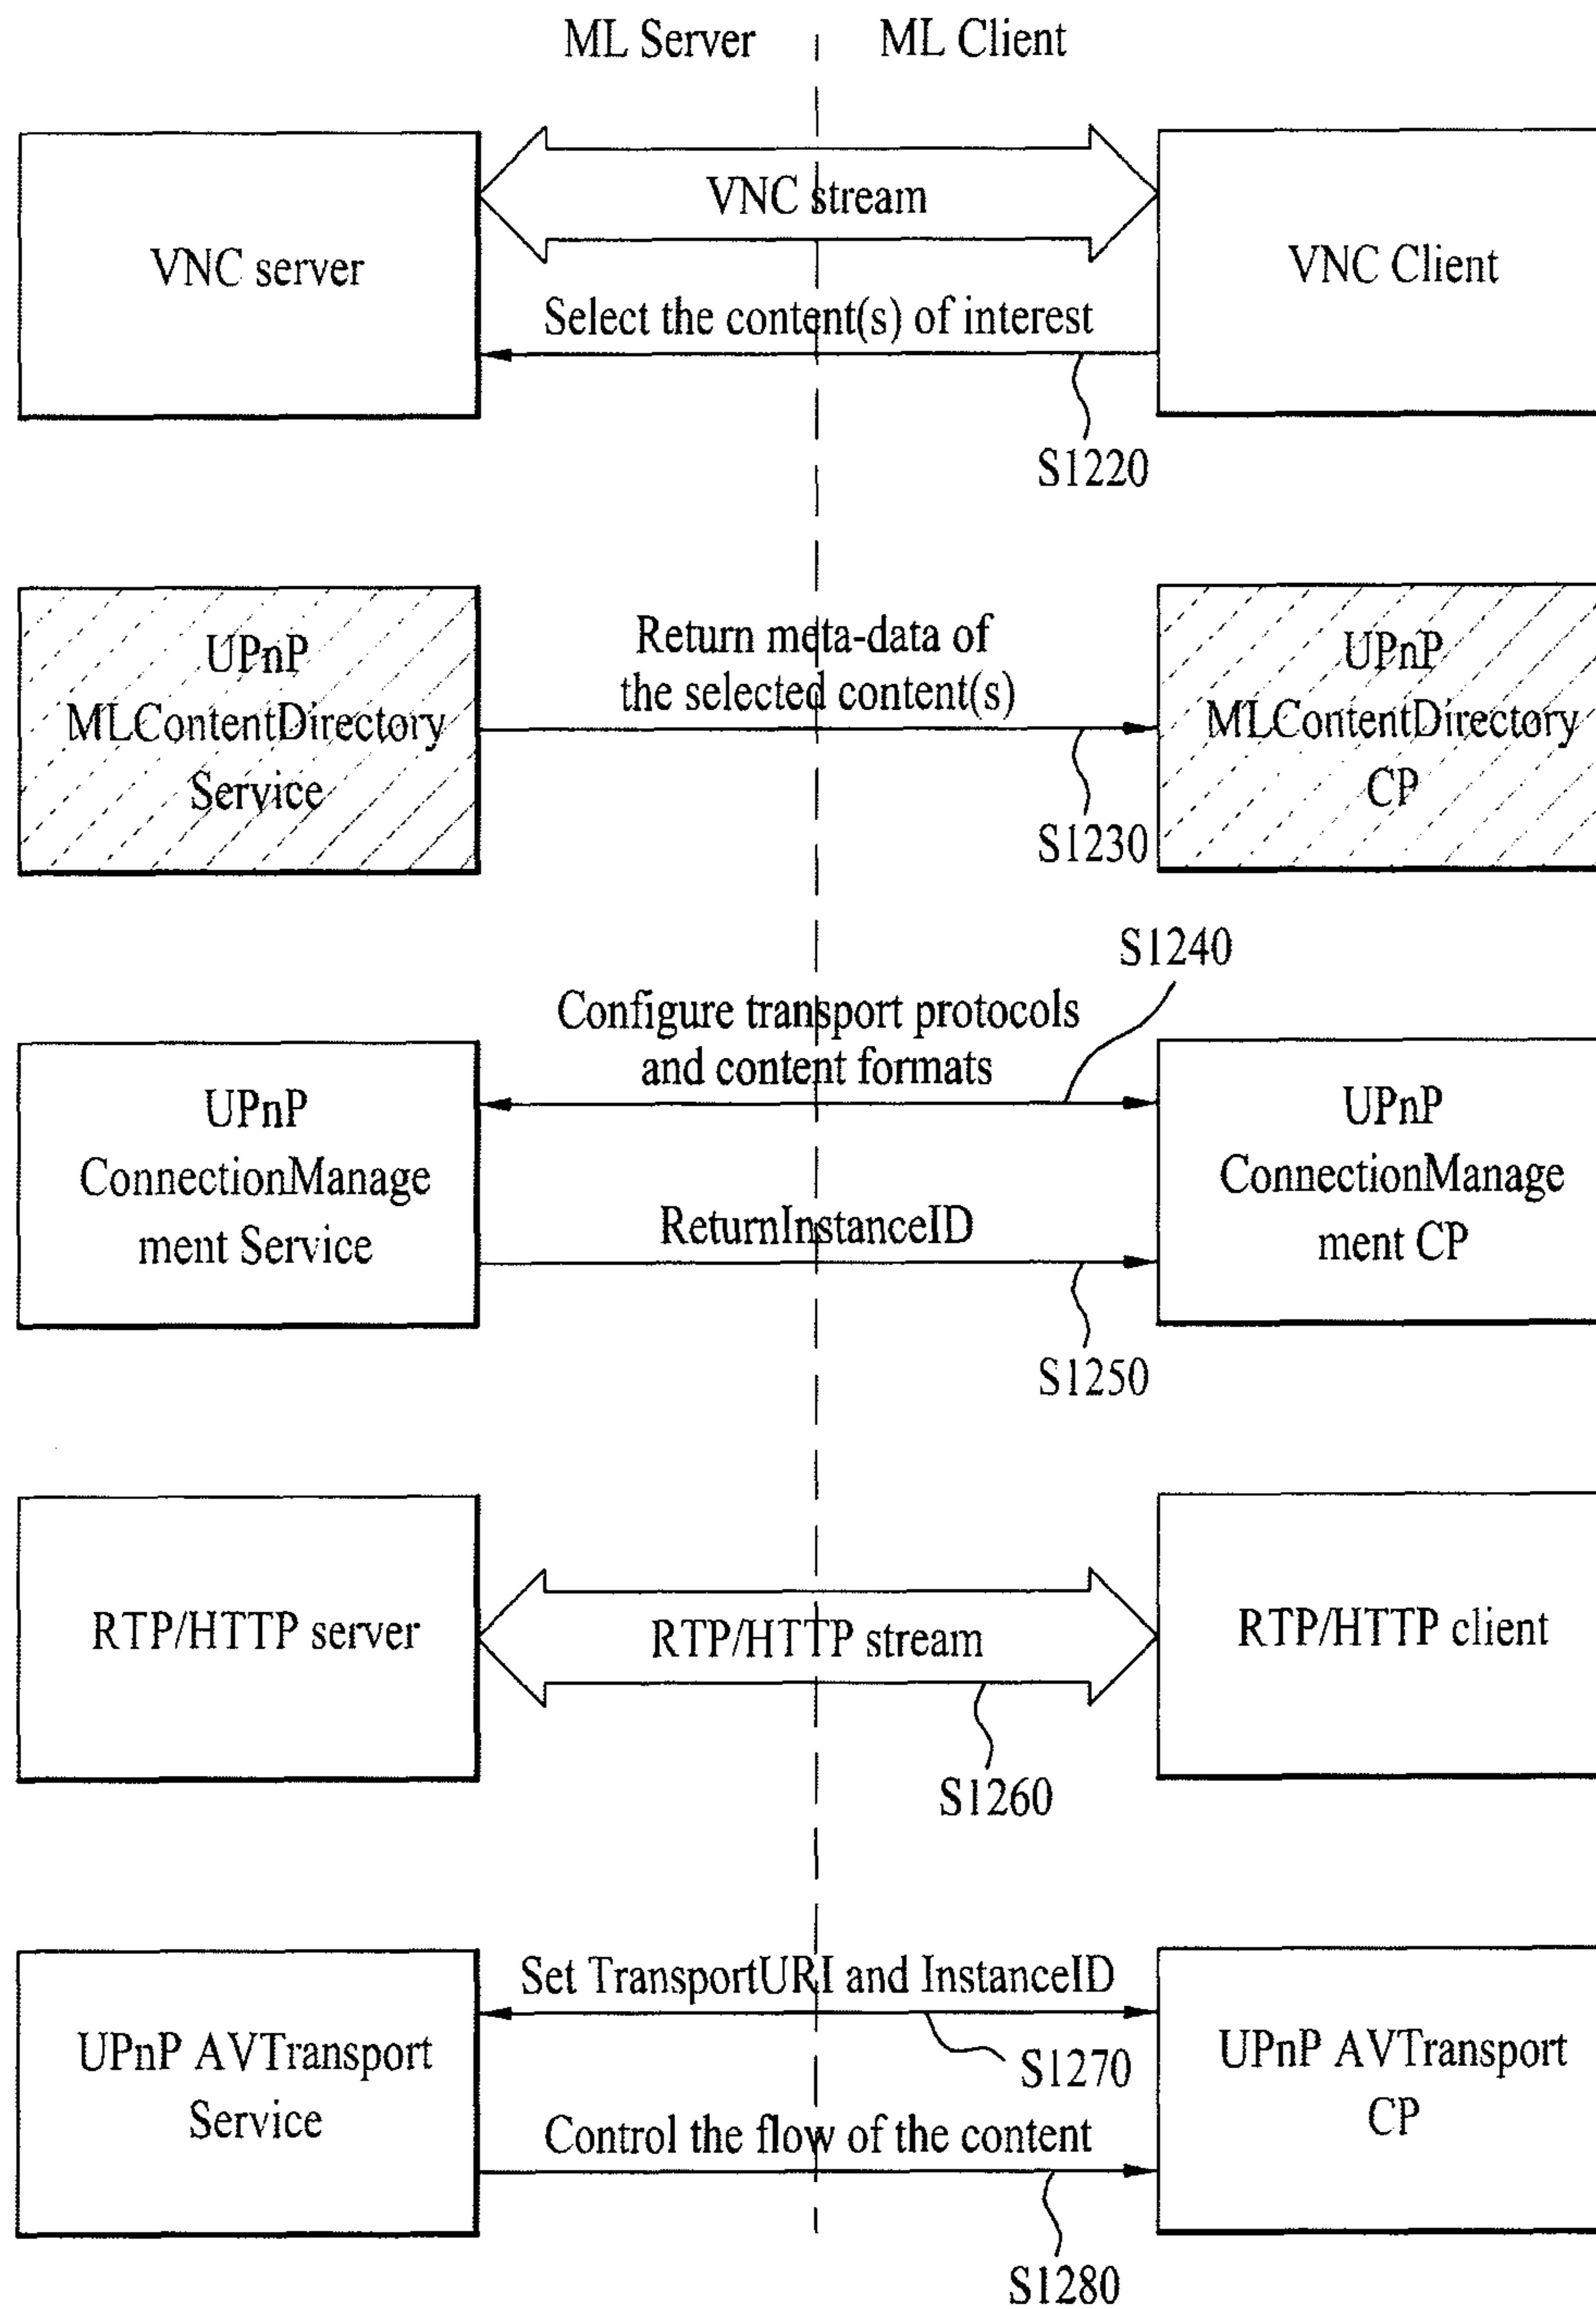 ML Server
ML Client
VNC server
VNC stream
VNC Client
Select the content(s) of interest
S1220
UPnP
MLContentDirectory
Service
Return meta-data of
the selected content(s)
UPnP
MLContentDirectory
CP
S1230
S1240
Configure transport protocols
and content formats
UPnP
ConnectionManage
ment Service
UPnP
ConnectionManage
ment CP
ReturnInstanceID
S1250
RTP/HTTP server
RTP/HTTP stream
RTP/HTTP client
S1260
Set TransportURI and InstanceID
UPnP AVTransport
Service
S1270
UPnP AVTransport
CP
Control the flow of the content
S1280